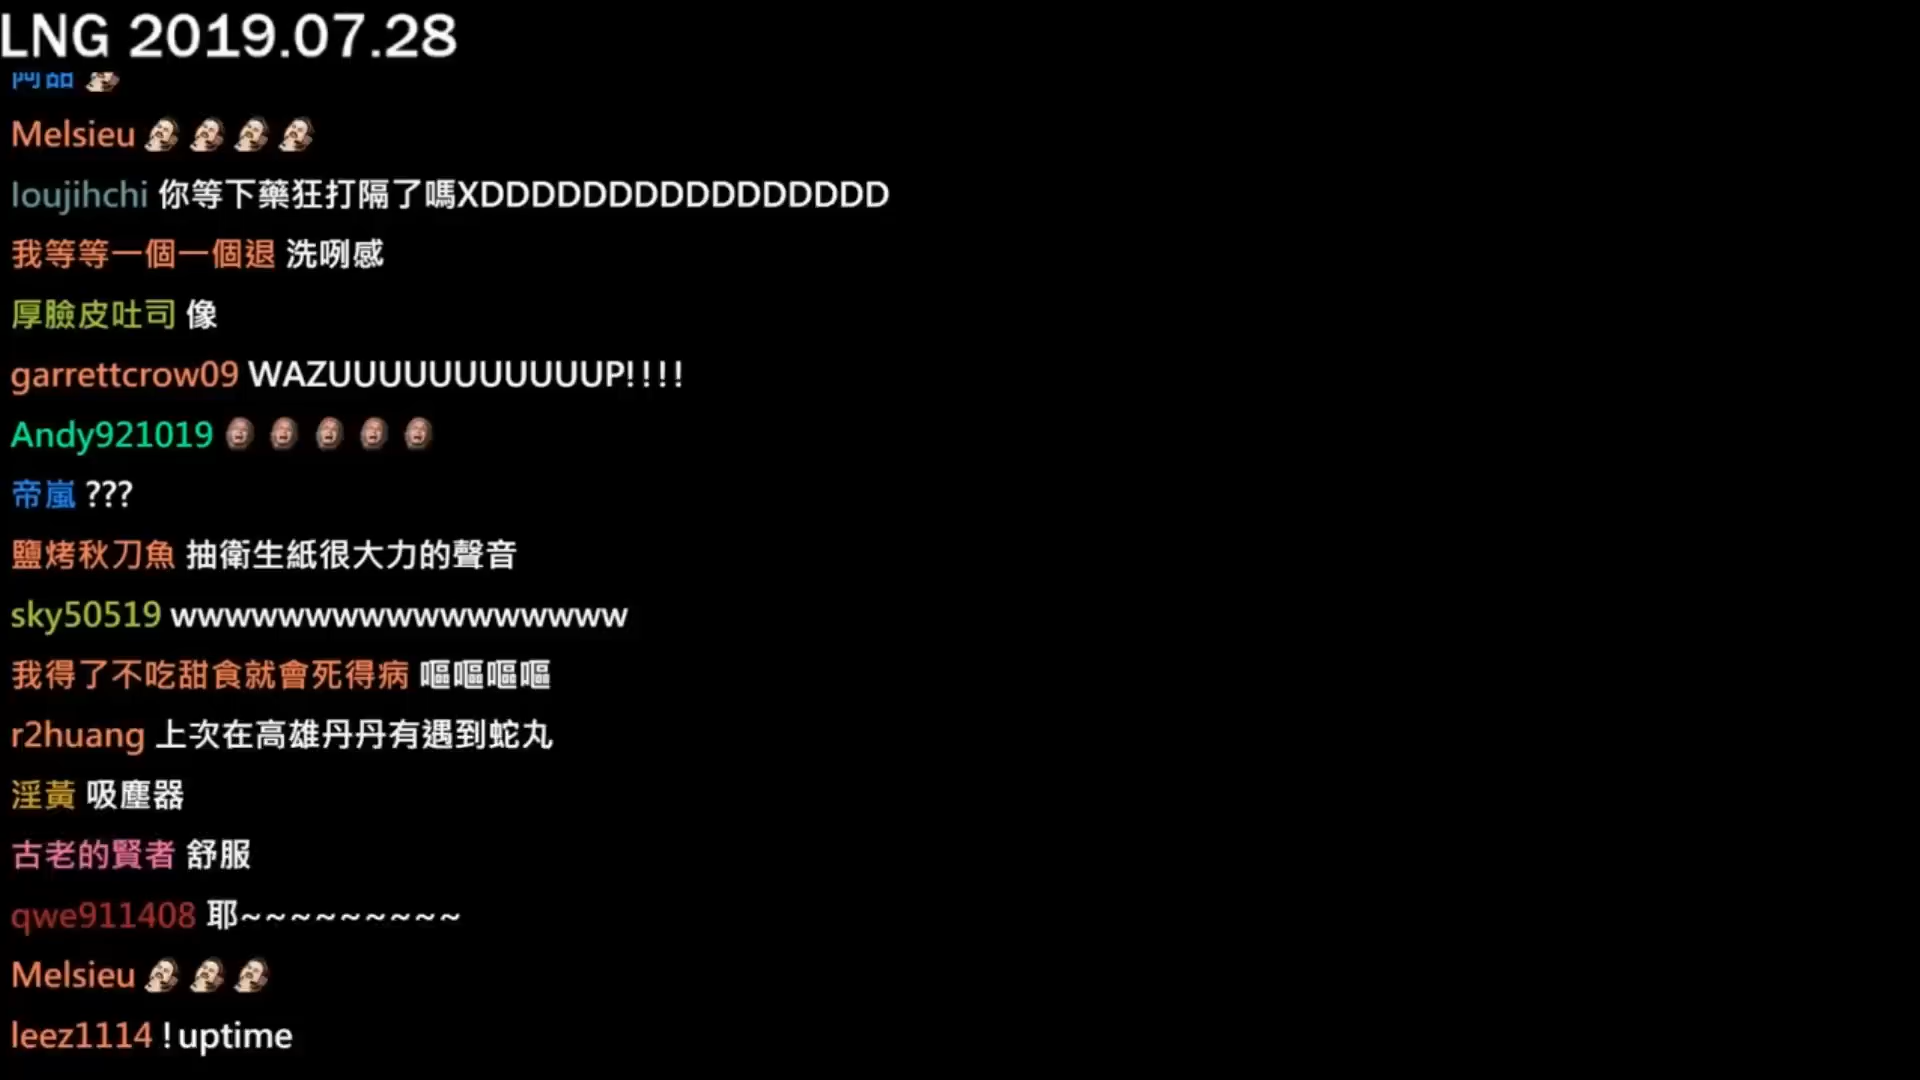 LNG 2019.07.28
Melsieu
loujihchi 你等下藥狂打隔了嗎XDDDDDDDDDDDDDDDD
我等等一個一個退 洗咧感
厚臉皮吐司 像
garrettcrow09 WAZUUUUUUUUUUUP!!!!
Andy921019
帝嵐 ???
鹽烤秋刀魚 抽衛生紙很大力的聲音
sky50519 wwwwwwwwwwwwwwwww
我得了不吃甜食就會死得病 嘔嘔嘔嘔
r2huang 上次在高雄丹丹有遇到蛇丸
淫黃 吸塵器
古老的賢者 舒服
qwe911408 耶~~~~~~~~~
Melsieu
leez1114 !uptime